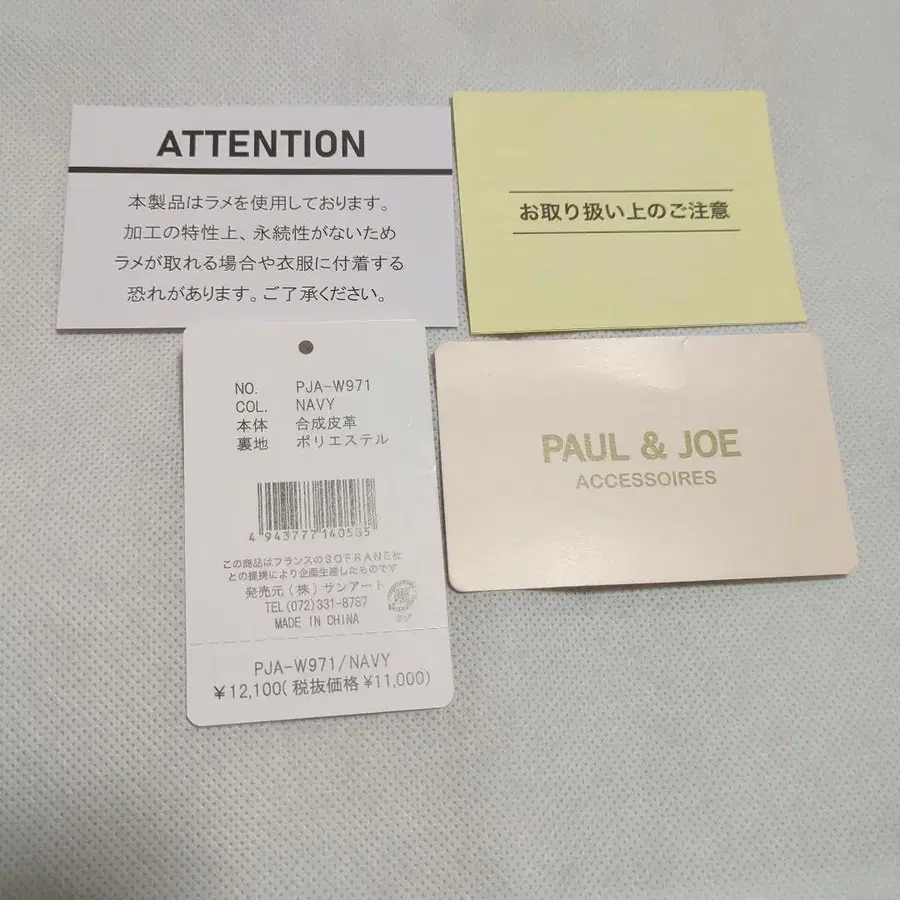 ATTENTION
本製品はラメを使用しております。
加工の特性上、永続性がないため
ラメが取れる場合や衣服に付着する
恐れがあります。ご了承ください。
お取り扱い上のご注意
NO. PJA-W971
COL. NAVY
本体 合成皮革
裏地 ポリエステル
4 943777 140585
この商品はフランスのSOFRANE社
との提携により企画生産したものです
発売元(株)サンアート
TEL(072)331-8787
MADE IN CHINA
タグ
PJA-W971/NAVY
¥12,100(税抜価格¥11,000)
PAUL & JOE
ACCESSOIRES